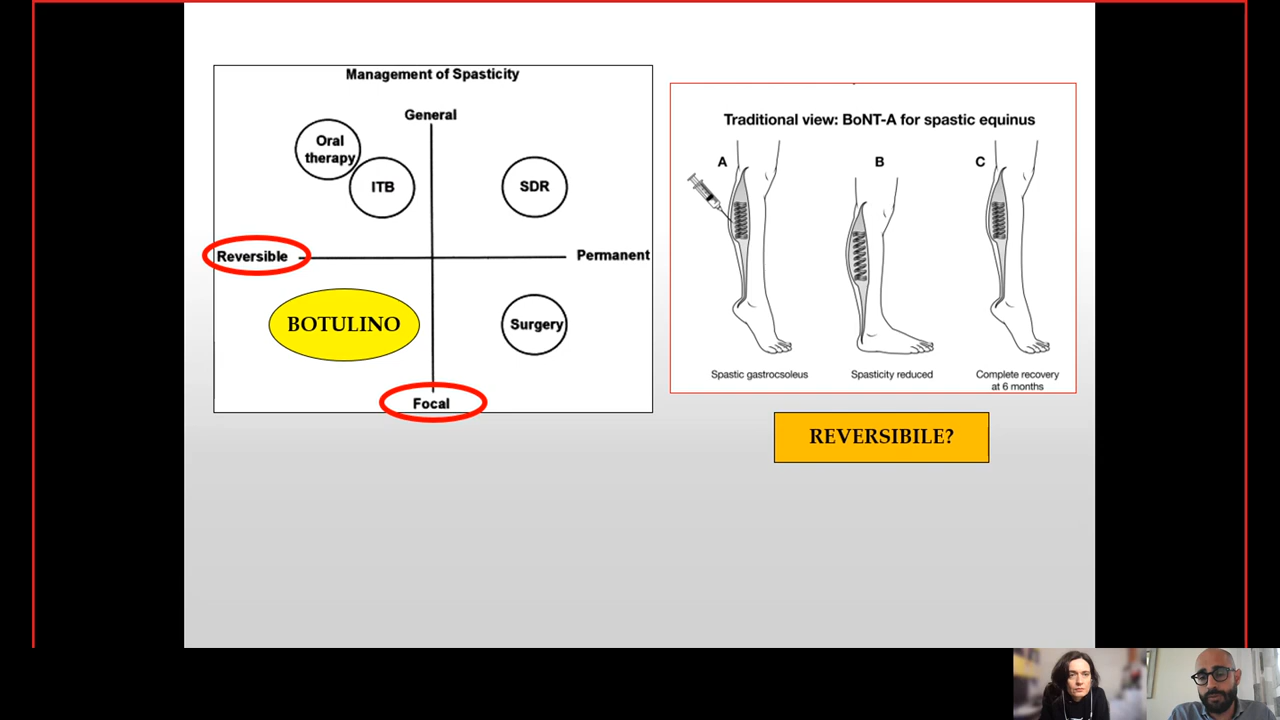 Management of Spasticity
General
Oral
therapy
ITB
SDR
Reversible
Permanent
BOTULINO
Surgery
Focal
Traditional view: BoNT-A for spastic equinus
A
B
C
Spastic gastrocsoleus
Spasticity reduced
Complete recovery
at 6 months
REVERSIBILE?